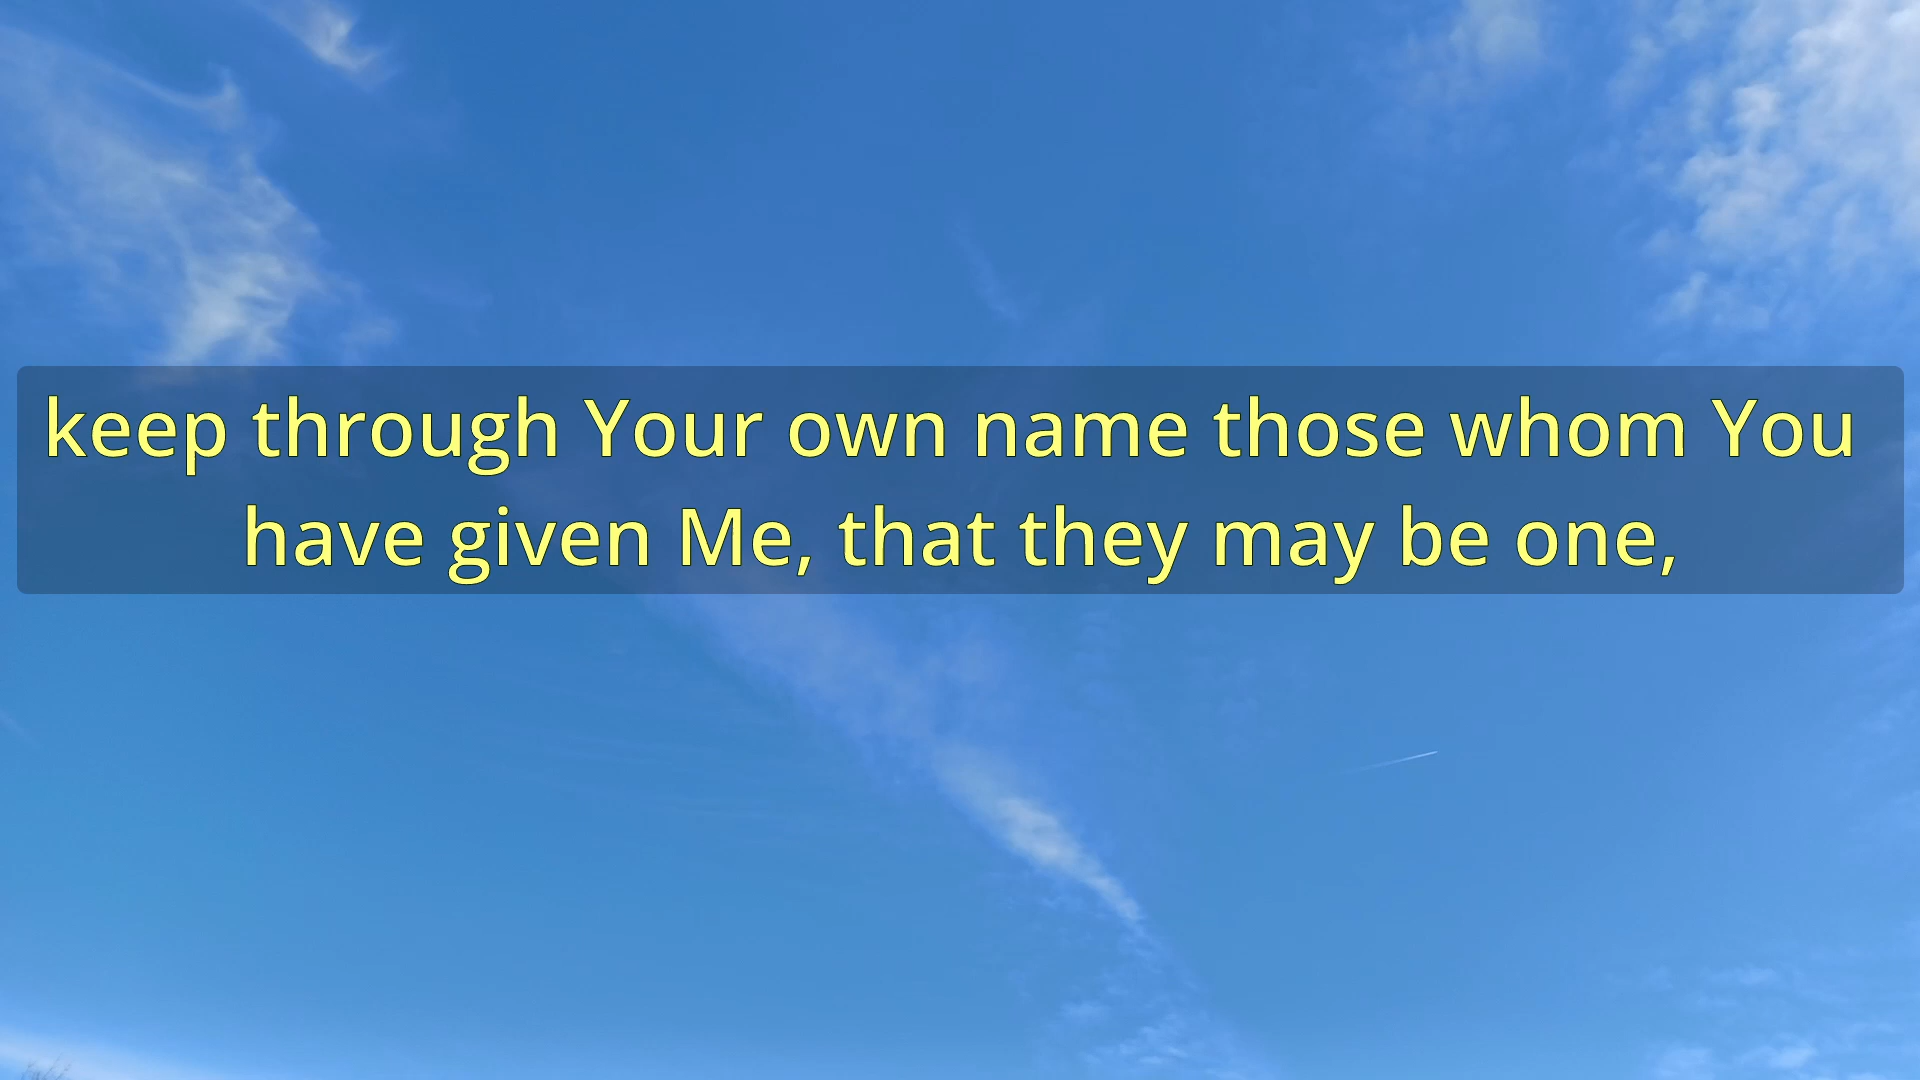 keep through Your own name those whom You
have given Me, that they may be one,